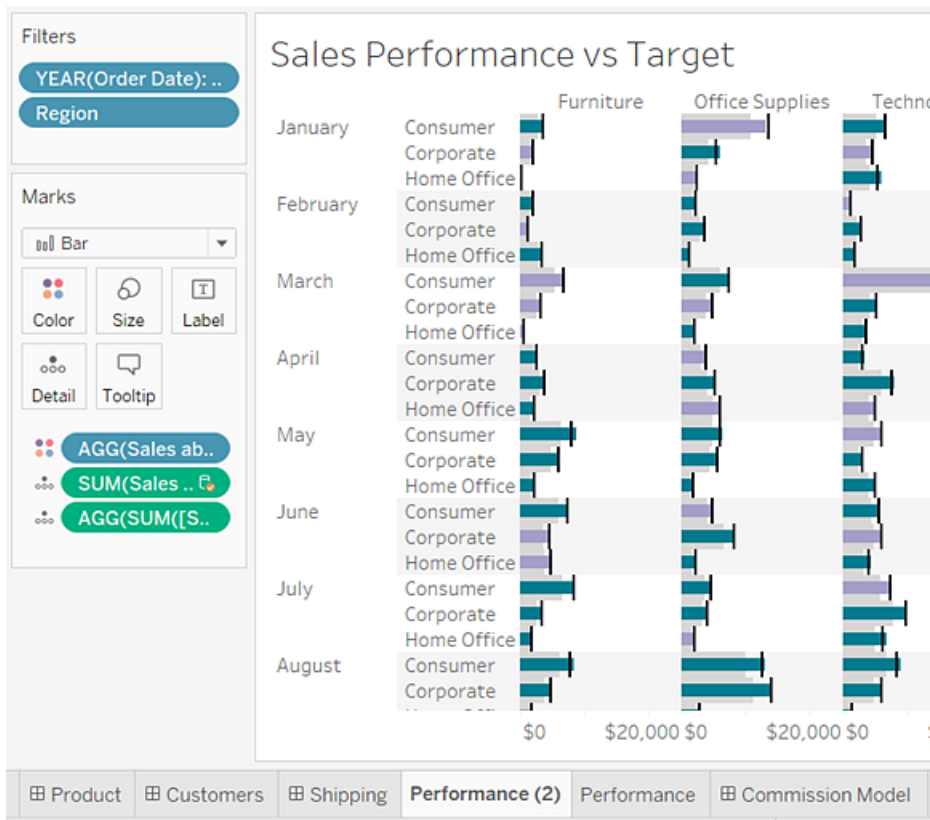 Filters
YEAR(Order Date): ..
Region
Marks
Bar
Color Size Label
Detail Tooltip
AGG(Sales ab..
SUM(Sales ..
AGG(SUM([S..
Sales Performance vs Target
Furniture Office Supplies Techno
January Consumer
Corporate
Home Office
February Consumer
Corporate
Home Office
March Consumer
Corporate
Home Office
April Consumer
Corporate
Home Office
May Consumer
Corporate
Home Office
June Consumer
Corporate
Home Office
July Consumer
Corporate
Home Office
August Consumer
Corporate
$0 $20,000 $0 $20,000 $0
Product Customers Shipping Performance (2) Performance Commission Model